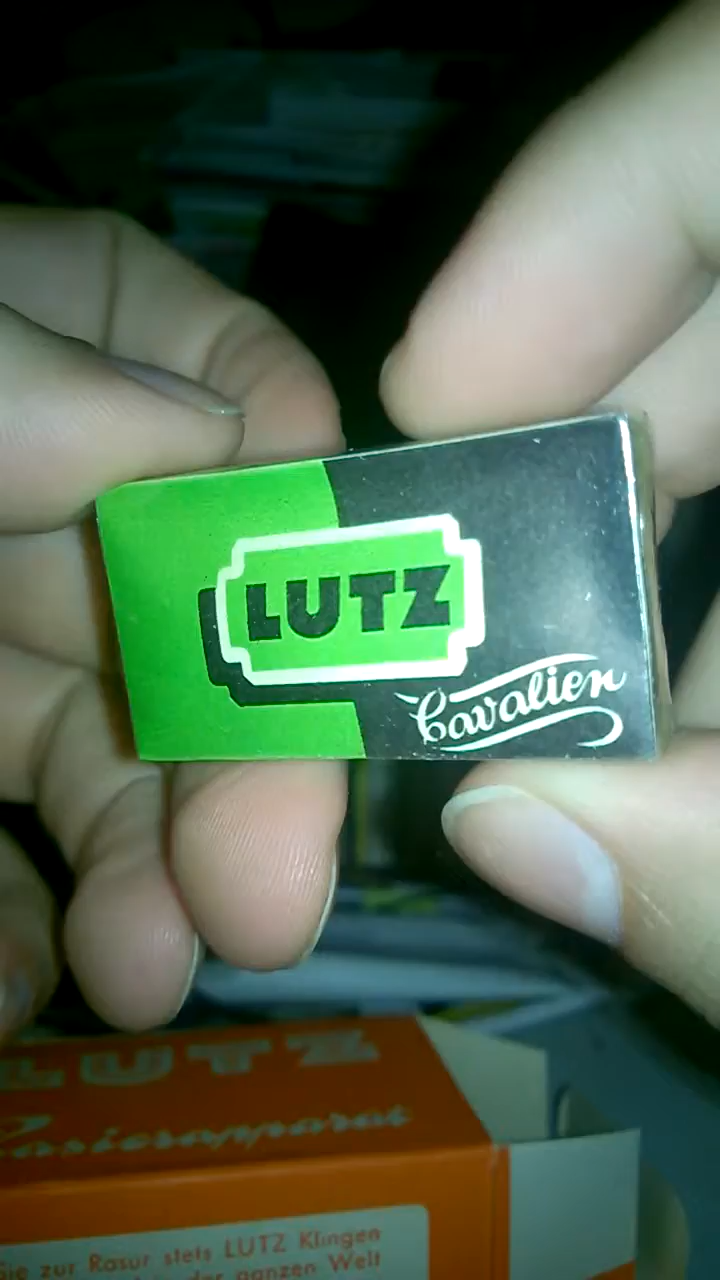 LUTZ
Cavalier
LUTZ
Rasierapparat
Sie zur Rasur stets LUTZ Klingen
der ganzen Welt